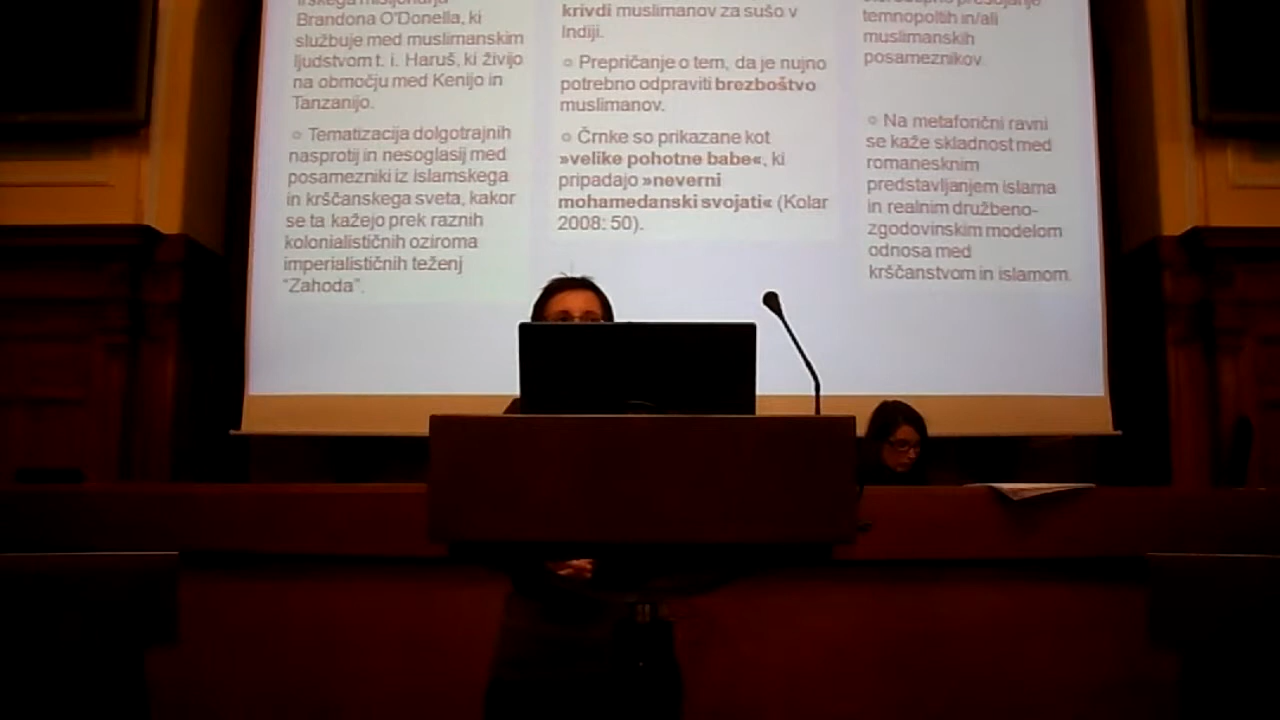 Brandona O'Donella, ki
službuje med muslimanskim
ljudstvom t. i. Haruš, ki živijo
na območju med Kenijo in
Tanzanijo.
○ Tematizacija dolgotrajnih
nasprotij in nesoglasij med
posamezniki iz islamskega
in krščanskega sveta, kakor
se ta kažejo prek raznih
kolonialističnih oziroma
imperialističnih teženj
"Zahoda".
krivdi muslimanov za sušo v
Indiji.
○ Prepričanje o tem, da je nujno
potrebno odpraviti brezboštvo
muslimanov.
○ Črnke so prikazane kot
»velike pohotne babe«, ki
pripadajo »neverni
mohamedanski svojati« (Kolar
2008: 50).
temnopoltih in/ali
muslimanskih
posameznikov.
○ Na metaforični ravni
se kaže skladnost med
romanesknim
predstavljanjem islama
in realnim družbeno-
zgodovinskim modelom
odnosa med
krščanstvom in islamom.